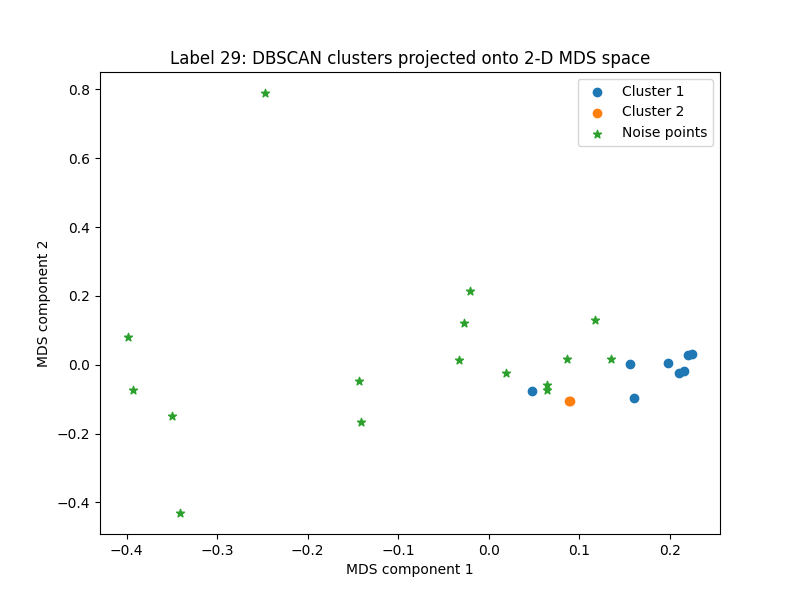 Label 29: DBSCAN clusters projected onto 2-D MDS space
Cluster 1
Cluster 2
Noise points
0.8
0.6
0.4
0.2
0.0
−0.2
−0.4
MDS component 2
−0.4
−0.3
−0.2
−0.1
0.0
0.1
0.2
MDS component 1